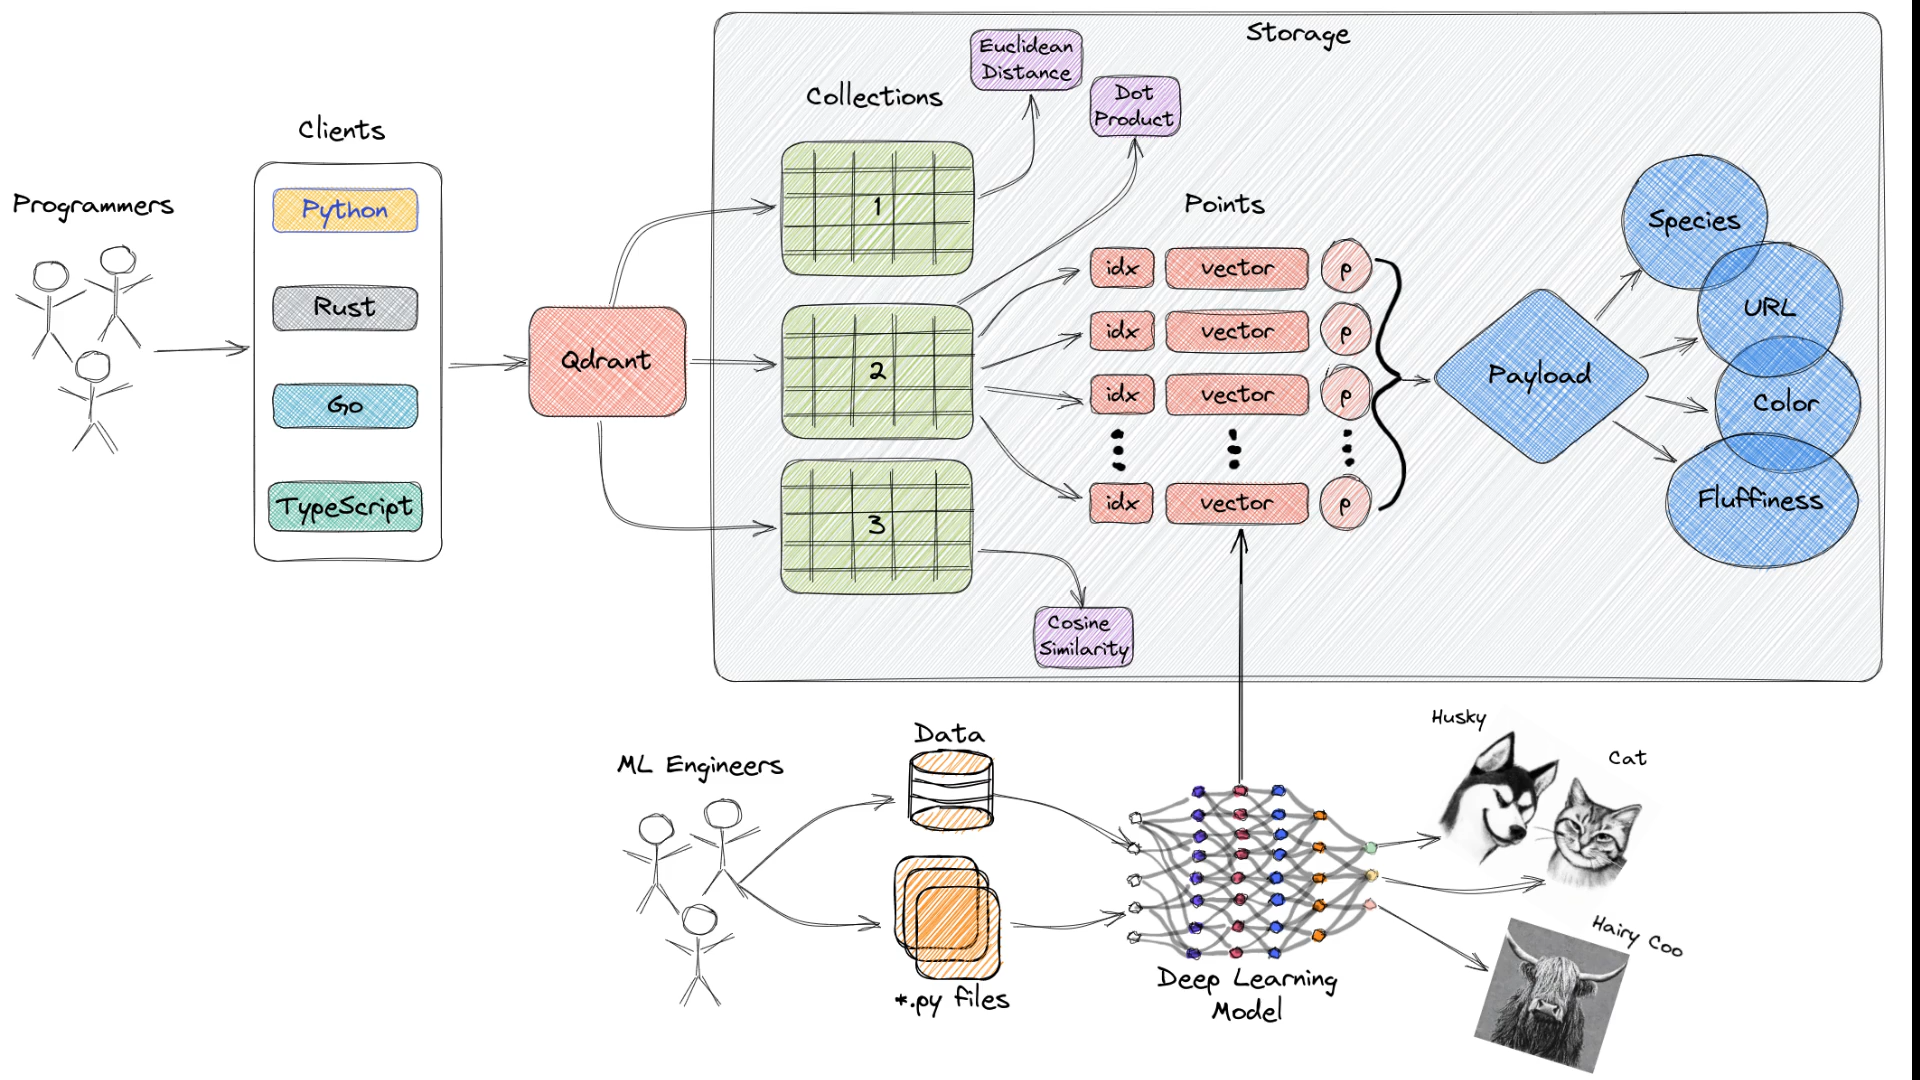 Storage
Euclidean
Distance
Dot
Product
Collections
Clients
Programmers
Python
Rust
Go
TypeScript
Qdrant
1
2
3
Points
idx vector p
idx vector p
idx vector p
idx vector p
Payload
Species
URL
Color
Fluffiness
Cosine
Similarity
ML Engineers
Data
*.py files
Deep Learning
Model
Husky
Cat
Hairy Coo